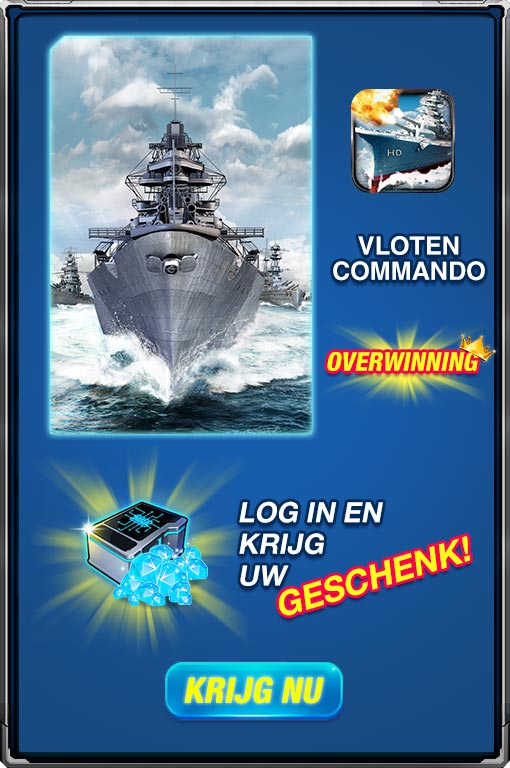 HD
VLOTEN
COMMANDO
OVERWINNING
LOG IN EN
KRIJG
UW
GESCHENK!
KRIJG NU